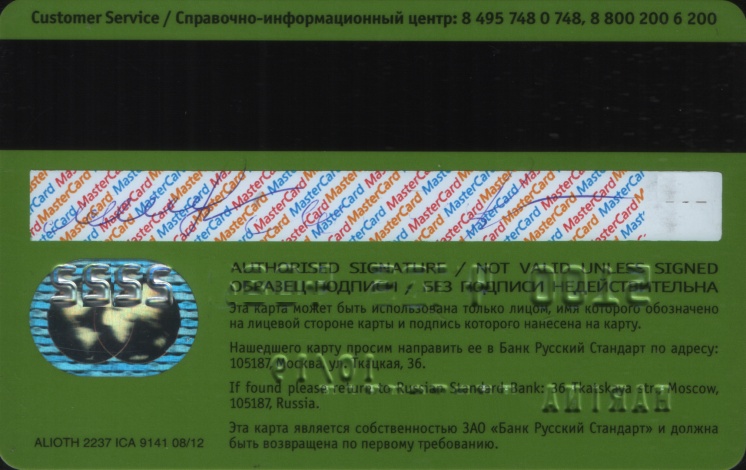 Customer Service / Справочно-информационный центр: 8 495 748 0 748, 8 800 200 6 200
AUTHORISED SIGNATURE / NOT VALID UNLESS SIGNED
ОБРАЗЕЦ ПОДПИСИ / БЕЗ ПОДПИСИ НЕДЕЙСТВИТЕЛЬНА
Эта карта может быть использована только лицом, имя которого обозначено
на лицевой стороне карты и подпись которого нанесена на карту.
Нашедшего карту просим направить ее в Банк Русский Стандарт по адресу:
105187, Москва, ул. Ткацкая, 36.
If found please return to Russian Standard Bank: 36 Tkatskaya str., Moscow,
105187, Russia.
Эта карта является собственностью ЗАО «Банк Русский Стандарт» и должна
быть возвращена по первому требованию.
ALIOTH 2237 ICA 9141 08/12